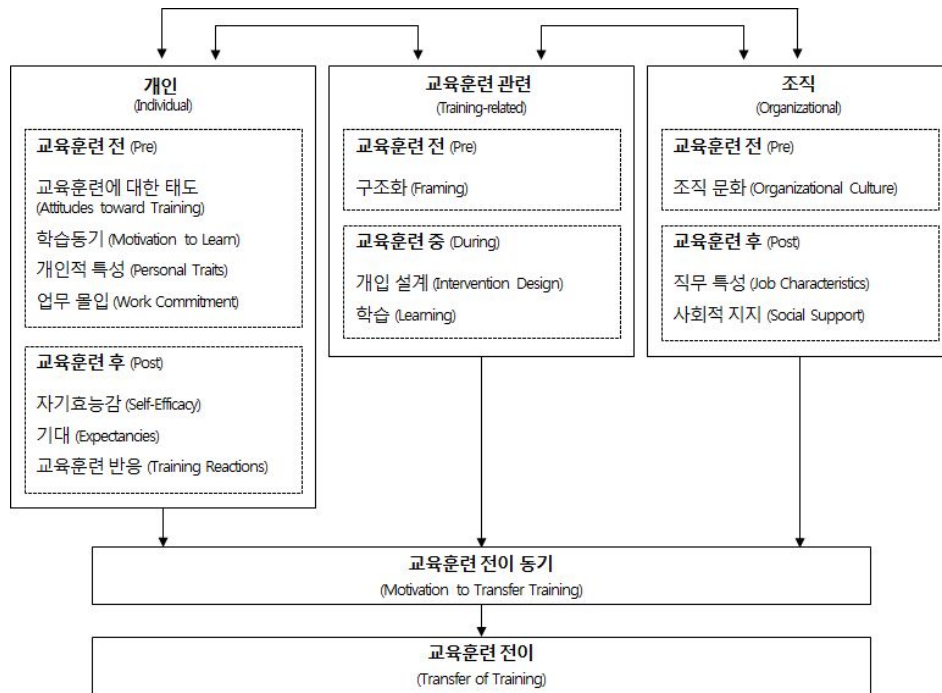 개인
(Individual)
교육훈련 전 (Pre)
교육훈련에 대한 태도
(Attitudes toward Training)
학습동기 (Motivation to Learn)
개인적 특성 (Personal Traits)
업무 몰입 (Work Commitment)
교육훈련 후 (Post)
자기효능감 (Self-Efficacy)
기대 (Expectancies)
교육훈련 반응 (Training Reactions)
교육훈련 관련
(Training-related)
교육훈련 전 (Pre)
구조화 (Framing)
교육훈련 중 (During)
개입 설계 (Intervention Design)
학습 (Learning)
조직
(Organizational)
교육훈련 전 (Pre)
조직 문화 (Organizational Culture)
교육훈련 후 (Post)
직무 특성 (Job Characteristics)
사회적 지지 (Social Support)
교육훈련 전이 동기
(Motivation to Transfer Training)
교육훈련 전이
(Transfer of Training)